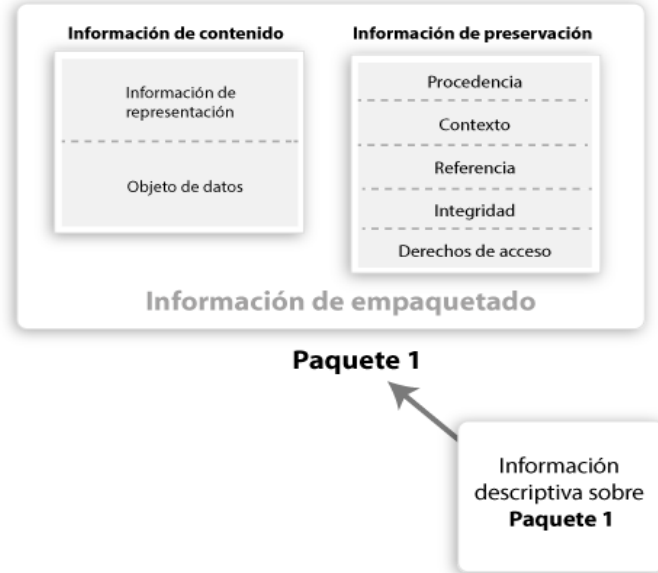 Información de contenido
Información de
representación
Objeto de datos
Información de preservación
Procedencia
Contexto
Referencia
Integridad
Derechos de acceso
Información de empaquetado
Paquete 1
Información
descriptiva sobre
Paquete 1